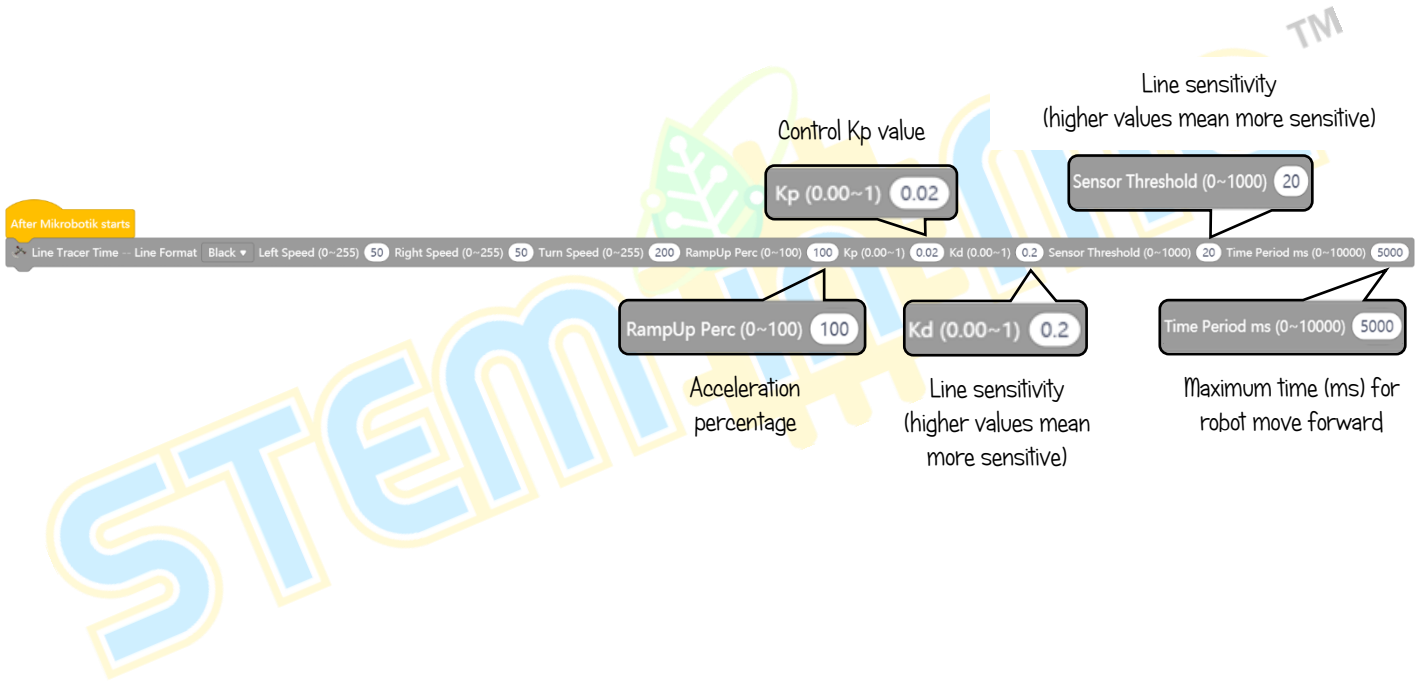 TM
Line sensitivity
(higher values mean more sensitive)
Control Kp value
Kp (0.00~1) 0.02
Sensor Threshold (0~1000) 20
After Mikrobotik starts
Line Tracer Time -- Line Format Black ▾ Left Speed (0~255) 50 Right Speed (0~255) 50 Turn Speed (0~255) 200 RampUp Perc (0~100) 100 Kp (0.00~1) 0.02 Kd (0.00~1) 0.2 Sensor Threshold (0~1000) 20 Time Period ms (0~10000) 5000
RampUp Perc (0~100) 100
Kd (0.00~1) 0.2
Time Period ms (0~10000) 5000
Acceleration
percentage
Line sensitivity
(higher values mean
more sensitive)
Maximum time (ms) for
robot move forward
STEM in ME